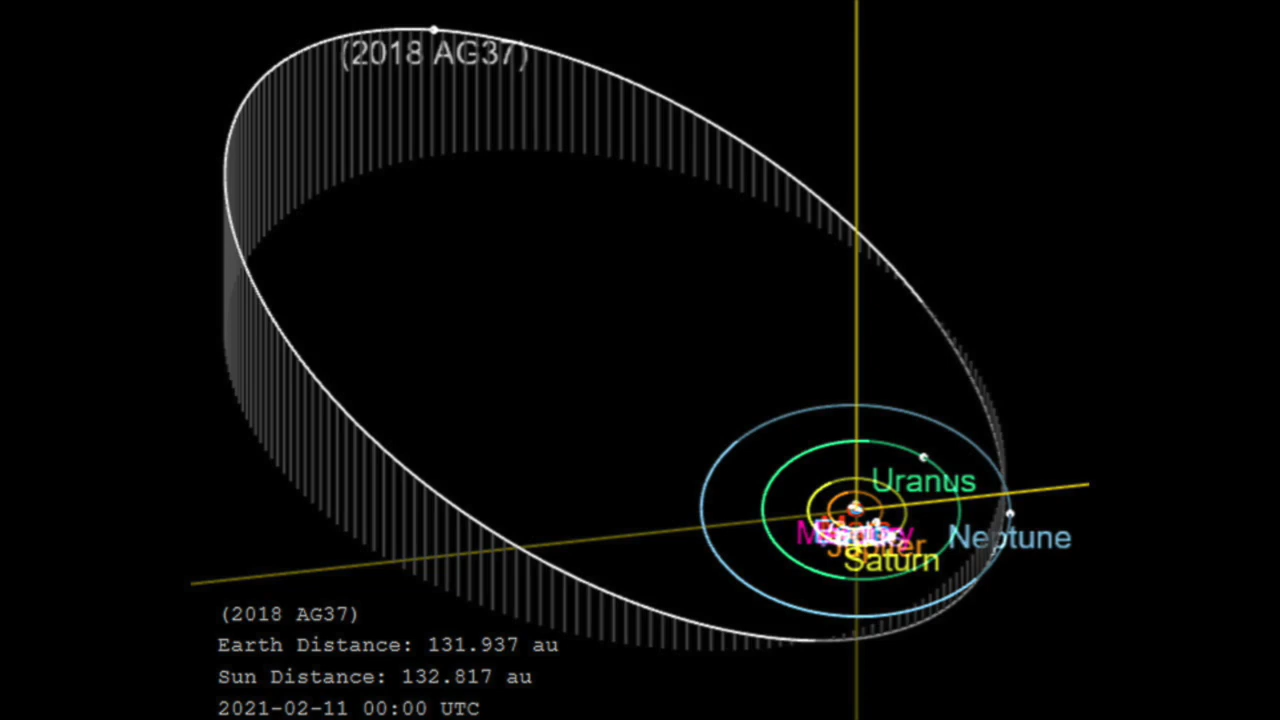 (2018 AG37)
Uranus
Neptune
Jupiter
Saturn
(2018 AG37)
Earth Distance: 131.937 au
Sun Distance: 132.817 au
2021-02-11 00:00 UTC